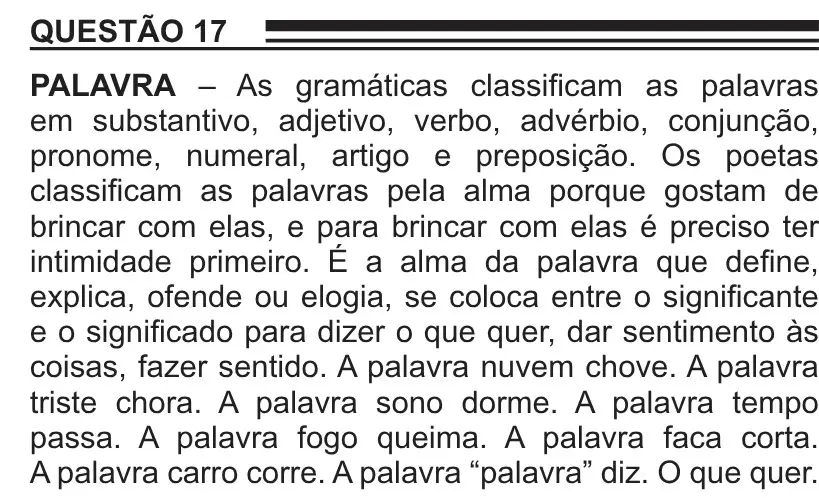 QUESTÃO 17
PALAVRA – As gramáticas classificam as palavras
em substantivo, adjetivo, verbo, advérbio, conjunção,
pronome, numeral, artigo e preposição. Os poetas
classificam as palavras pela alma porque gostam de
brincar com elas, e para brincar com elas é preciso ter
intimidade primeiro. É a alma da palavra que define,
explica, ofende ou elogia, se coloca entre o significante
e o significado para dizer o que quer, dar sentimento às
coisas, fazer sentido. A palavra nuvem chove. A palavra
triste chora. A palavra sono dorme. A palavra tempo
passa. A palavra fogo queima. A palavra faca corta.
A palavra carro corre. A palavra “palavra” diz. O que quer.